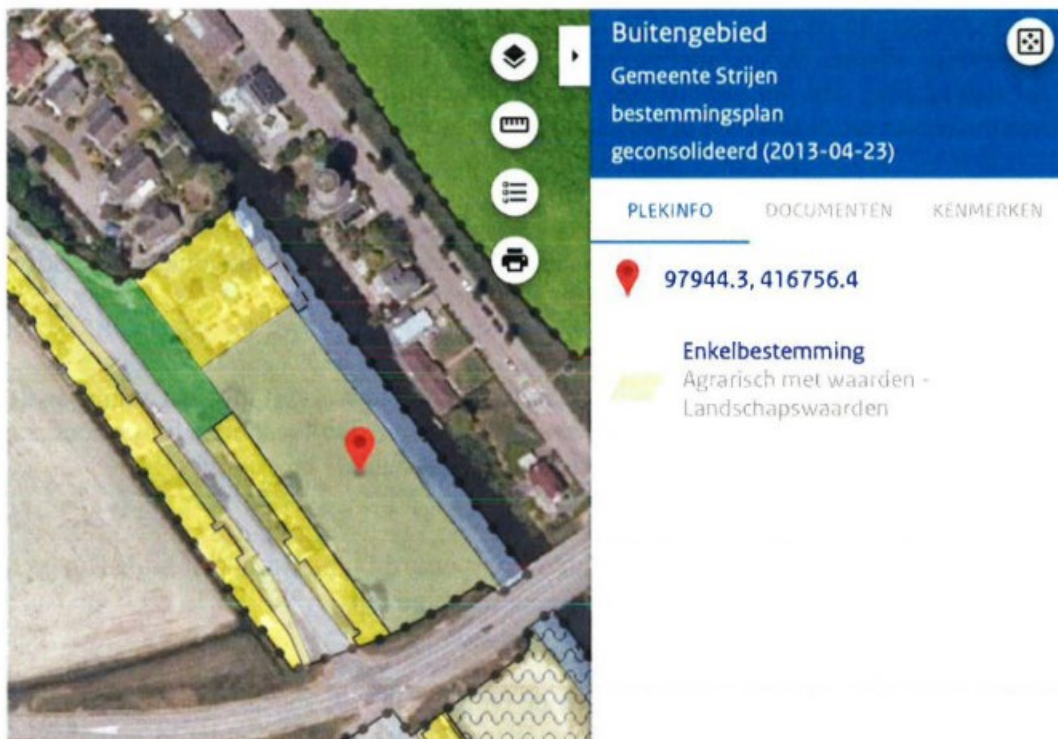 Buitengebied
Gemeente Strijen
bestemmingsplan
geconsolideerd (2013-04-23)
PLEKINFO DOCUMENTEN KENMERKEN
97944.3, 416756.4
Enkelbestemming
Agrarisch met waarden -
Landschapswaarden